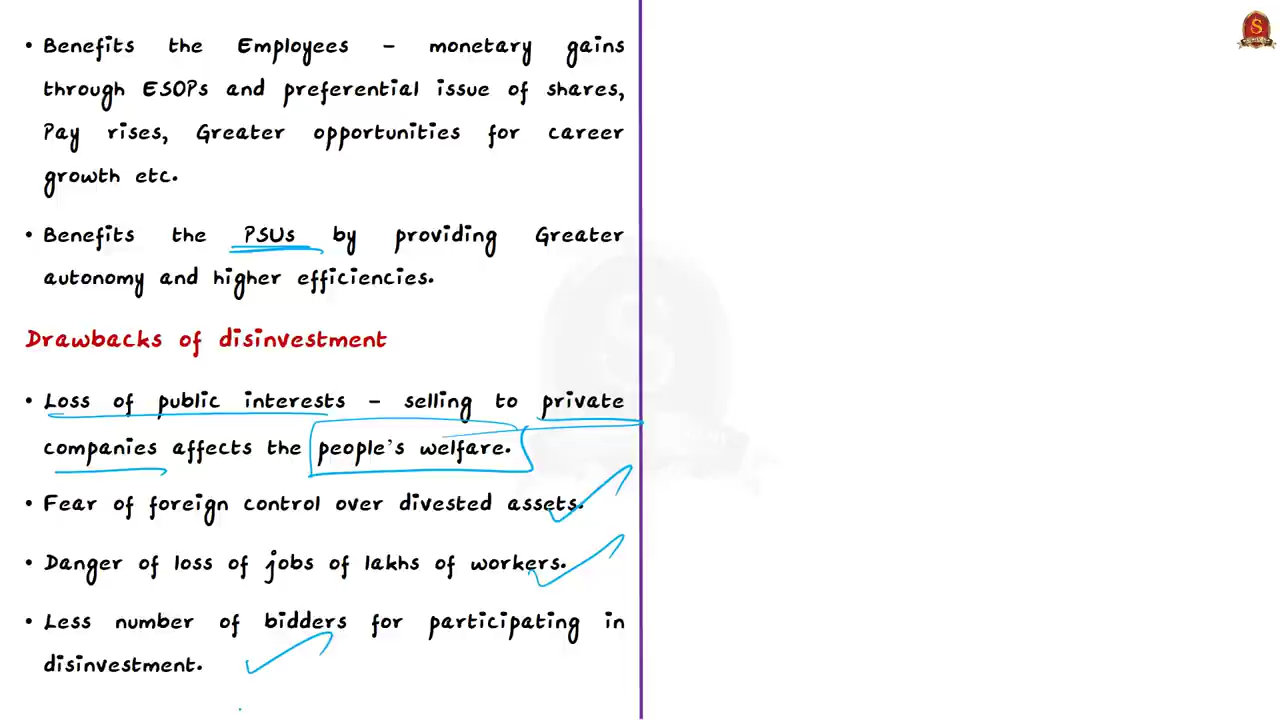 • Benefits the Employees – monetary gains
through ESOPs and preferential issue of shares,
Pay rises, Greater opportunities for career
growth etc.
• Benefits the PSUs by providing Greater
autonomy and higher efficiencies.
Drawbacks of disinvestment
• Loss of public interests – selling to private
companies affects the people's welfare.
• Fear of foreign control over divested assets.
• Danger of loss of jobs of lakhs of workers.
• Less number of bidders for participating in
disinvestment.